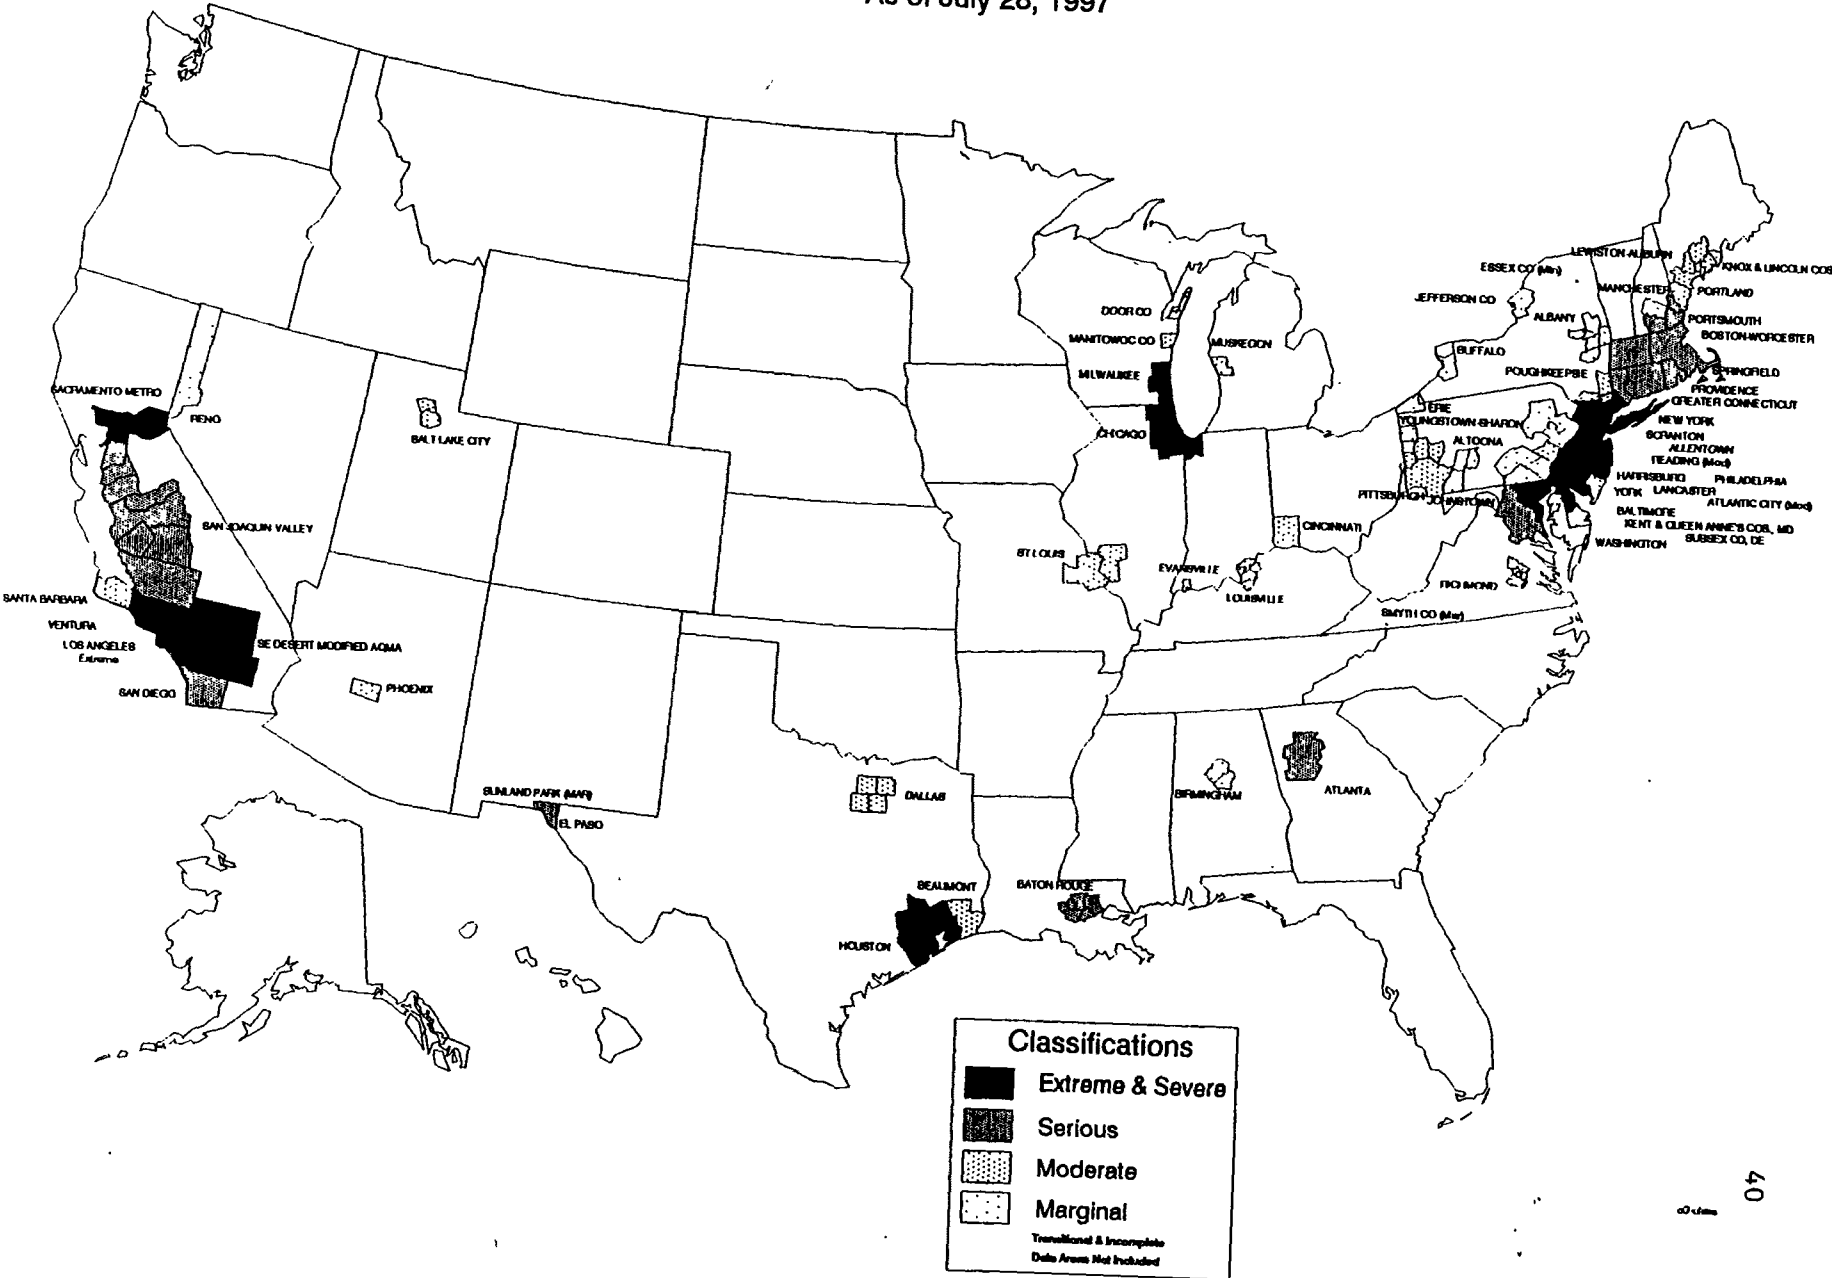 As of July 28, 1997
LEWISTON-AUBURN
KNOX & LINCOLN COS
ESSEX CO (Mtn)
MANCHESTER
PORTLAND
JEFFERSON CO
ALBANY
PORTSMOUTH
BOSTON-WORCESTER
DOOR CO
MANITOWOC CO
MUSKEGON
BUFFALO
POUGHKEEPSIE
SPRINGFIELD
MILWAUKEE
PROVIDENCE
GREATER CONNECTICUT
SACRAMENTO METRO
RENO
ERIE
YOUNGSTOWN-SHARON
NEW YORK
CHICAGO
SALT LAKE CITY
ALTOONA
SCRANTON
ALLENTOWN
READING (Mod)
HARRISBURG
PHILADELPHIA
PITTSBURGH
JOHNSTOWN
YORK
LANCASTER
ATLANTIC CITY (Mod)
BALTIMORE
KENT & QUEEN ANNE'S COS., MD
SUSSEX CO, DE
WASHINGTON
SAN JOAQUIN VALLEY
CINCINNATI
ST LOUIS
EVANSVILLE
LOUISVILLE
RICHMOND
SMYTH CO (Mar)
SANTA BARBARA
VENTURA
LOS ANGELES
Extreme
SE DESERT MODIFIED AQMA
SAN DIEGO
PHOENIX
SUNLAND PARK (MAR)
EL PASO
DALLAS
BIRMINGHAM
ATLANTA
BEAUMONT
BATON ROUGE
HOUSTON
Classifications
Extreme & Severe
Serious
Moderate
Marginal
Transitional & Incomplete
Data Areas Not Included
40